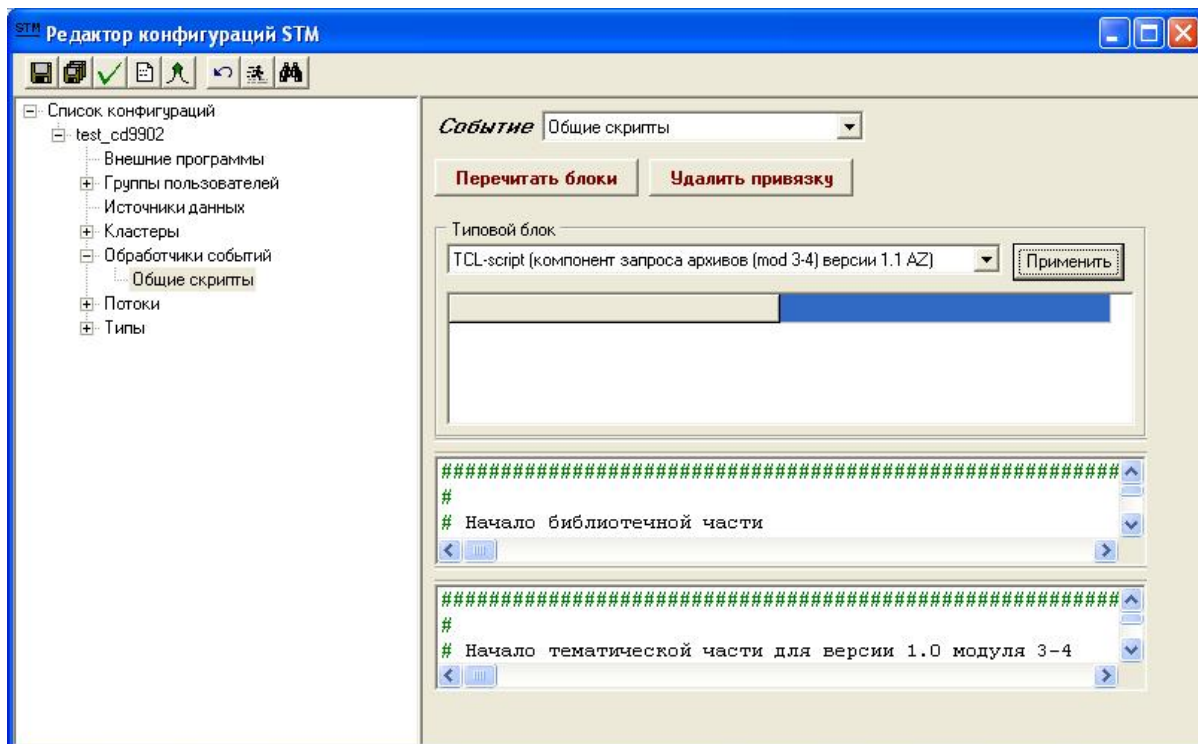 STM Редактор конфигураций STM
Список конфигураций
test_cd9902
Внешние программы
Группы пользователей
Источники данных
Кластеры
Обработчики событий
Общие скрипты
Потоки
Типы
Событие Общие скрипты
Перечитать блоки Удалить привязку
Типовой блок
TCL-script (компонент запроса архивов (mod 3-4) версии 1.1 AZ) Применить
#########################################################
#
# Начало библиотечной части
#########################################################
#
# Начало тематической части для версии 1.0 модуля 3-4